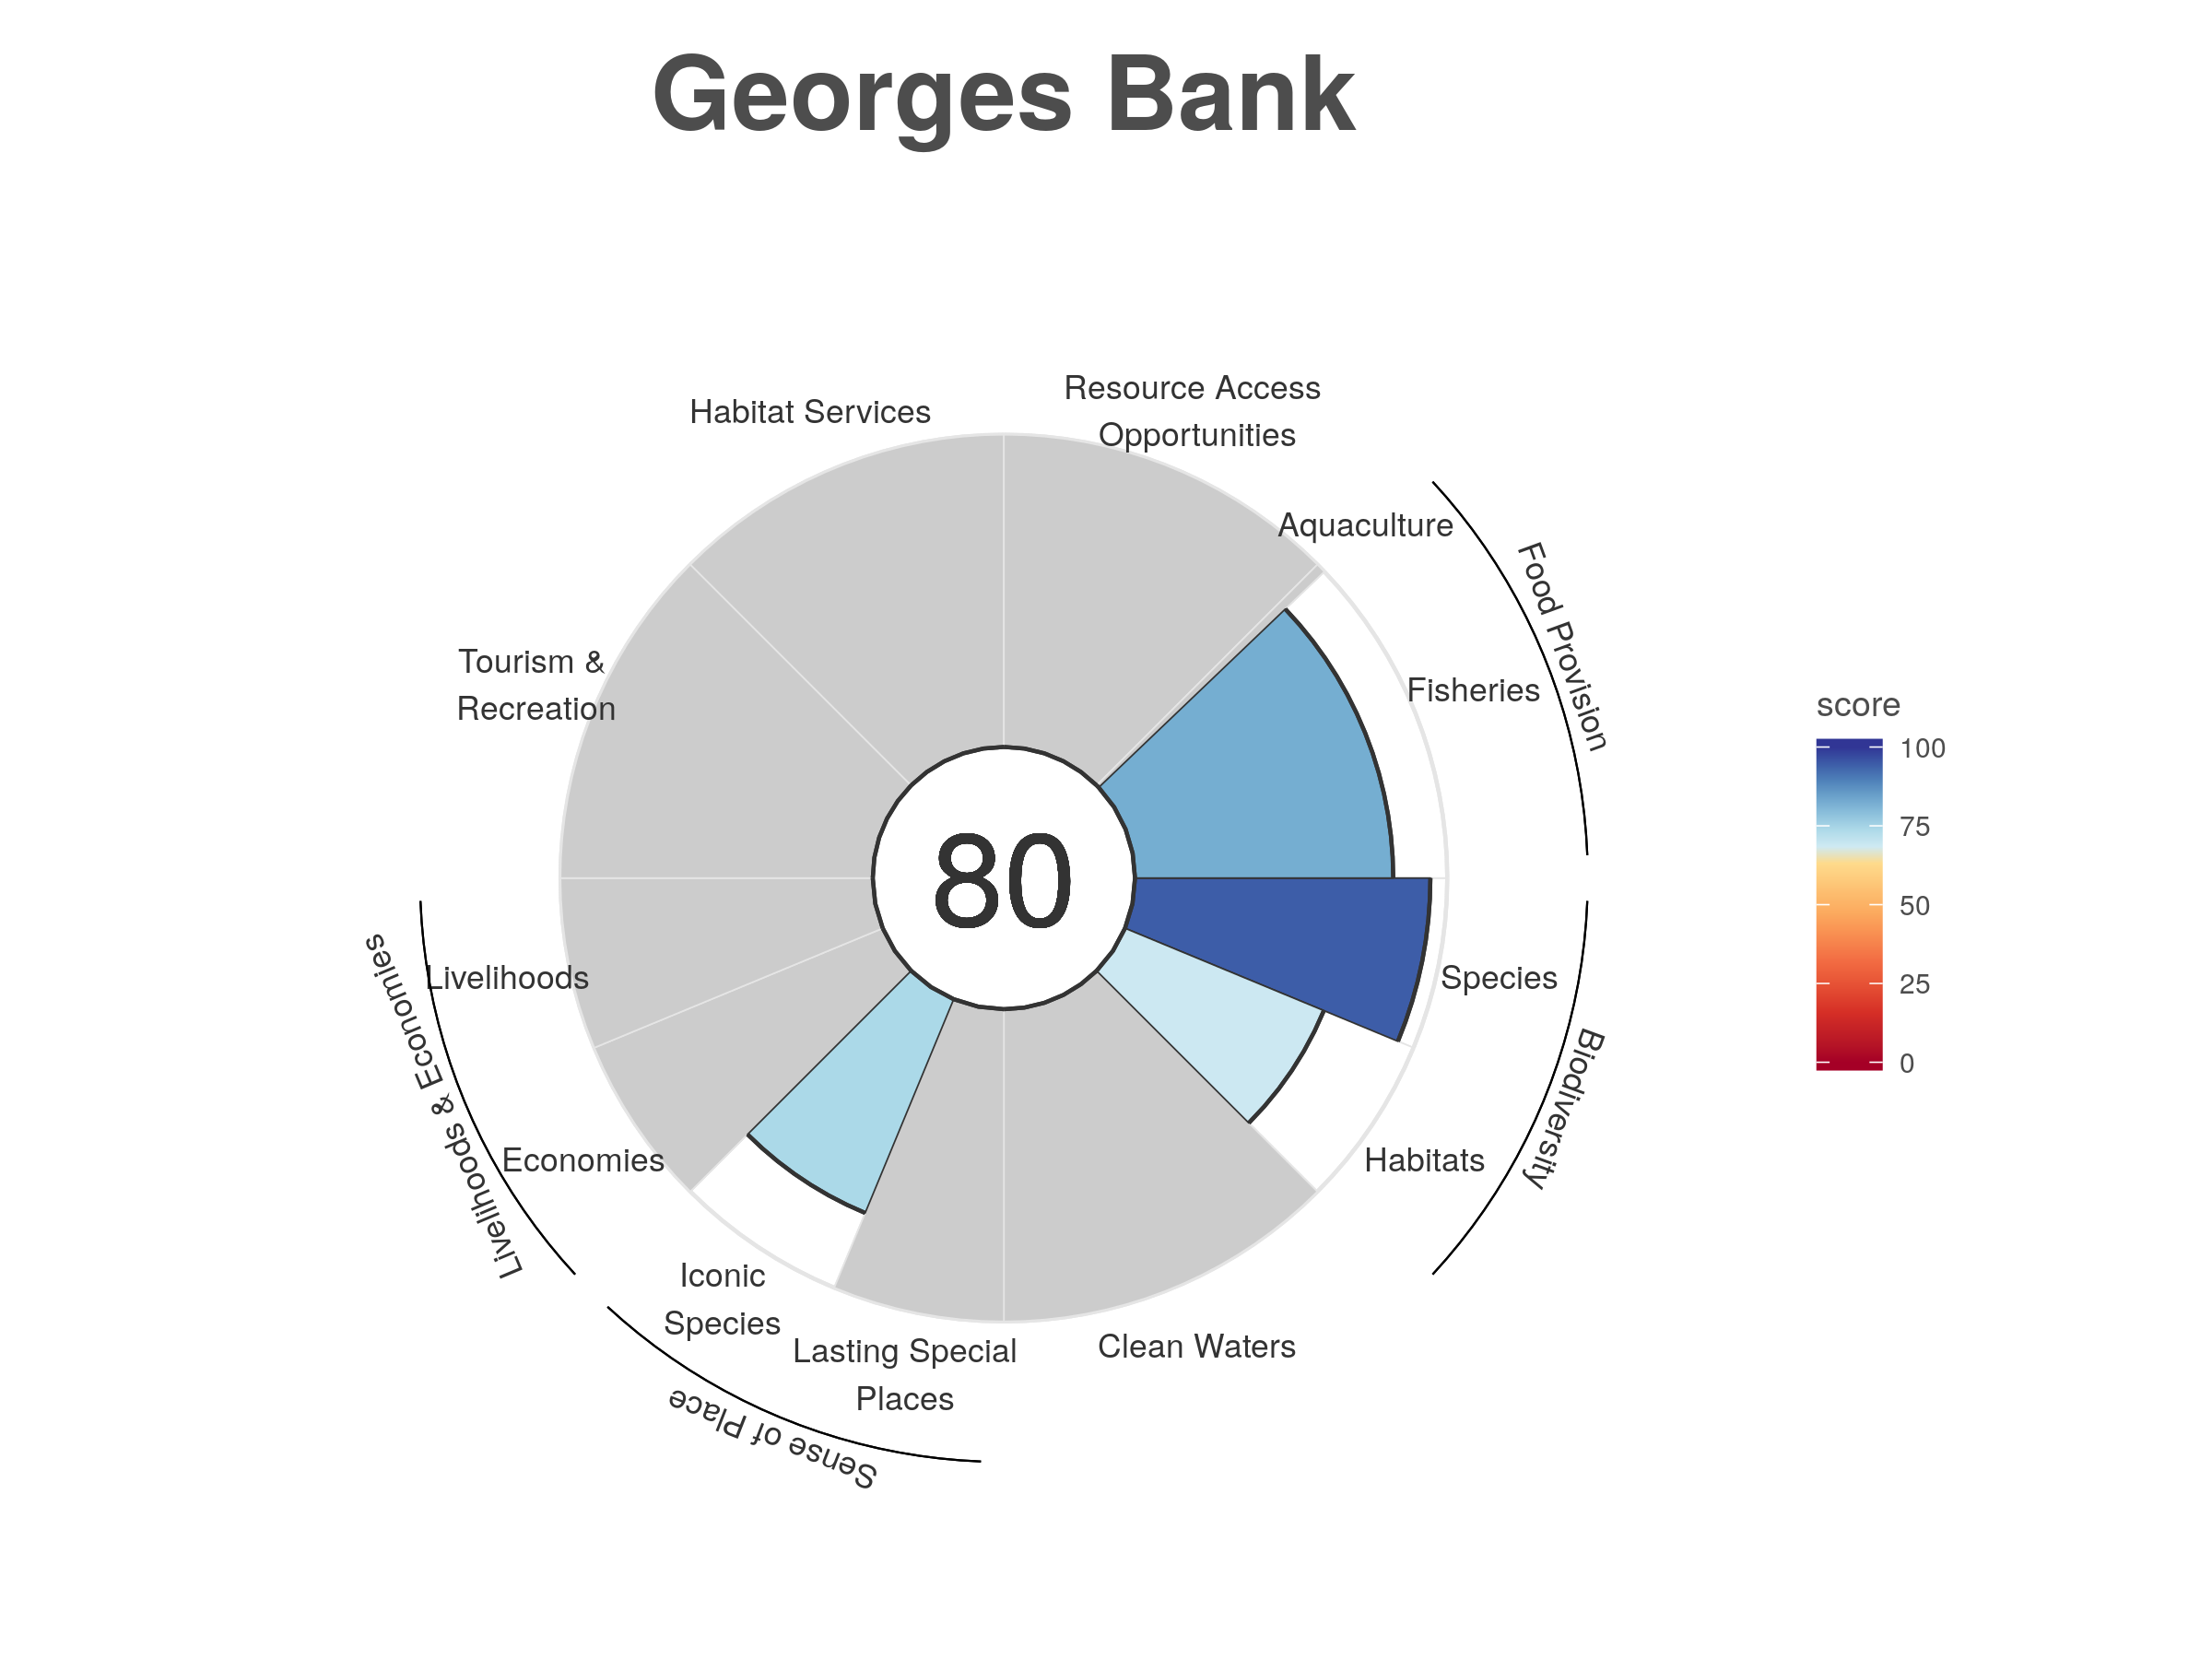 Georges Bank
Resource Access
Opportunities
Habitat Services
Aquaculture
Food Provision
Fisheries
Tourism &
Recreation
80
score
100
75
50
25
0
Species
Biodiversity
Habitats
Livelihoods
Livelihoods & Economies
Economies
Iconic
Species
Lasting Special
Places
Clean Waters
Sense of Place